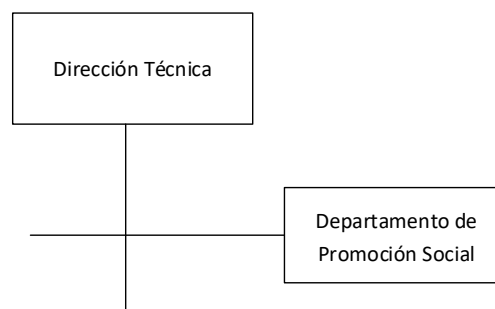 Dirección Técnica
Departamento de
Promoción Social